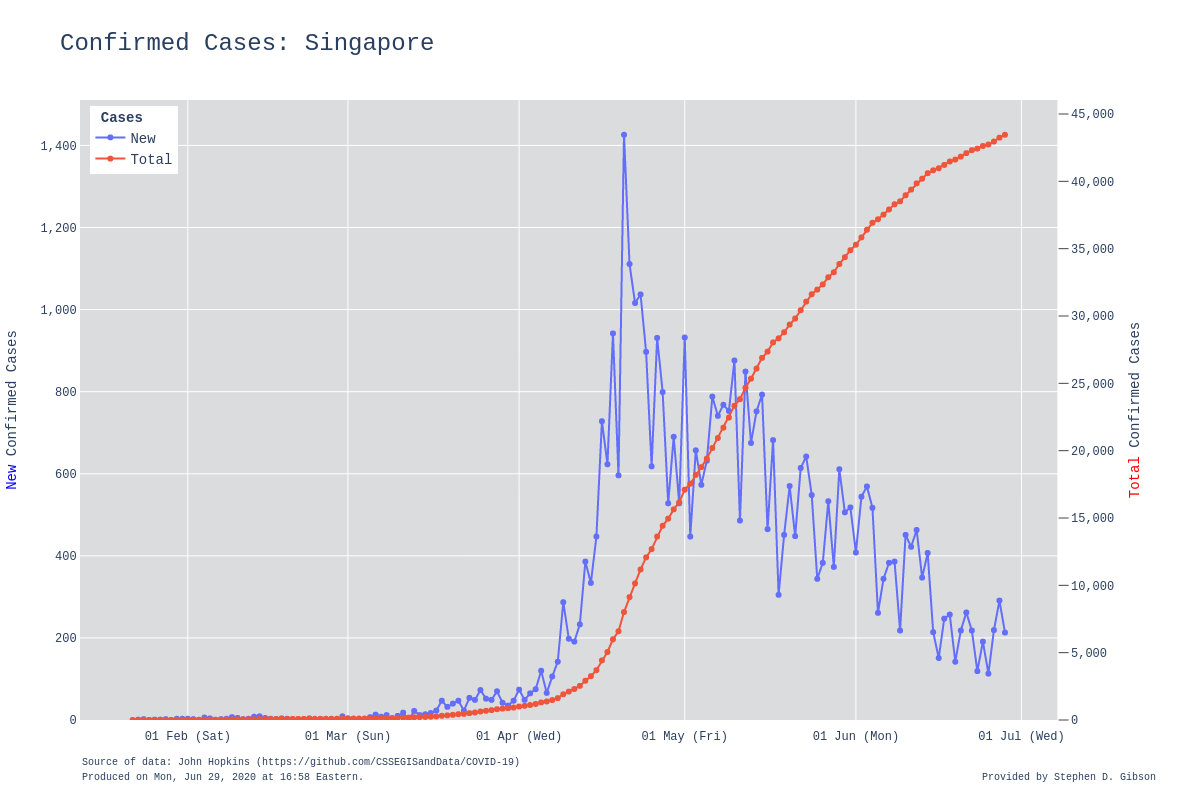 Confirmed Cases: Singapore
Cases
New
Total
1,400
1,200
1,000
800
600
400
200
0
New Confirmed Cases
45,000
40,000
35,000
30,000
25,000
20,000
15,000
10,000
5,000
0
Total Confirmed Cases
01 Feb (Sat) 01 Mar (Sun) 01 Apr (Wed) 01 May (Fri) 01 Jun (Mon) 01 Jul (Wed)
Source of data: John Hopkins (https://github.com/CSSEGISandData/COVID-19)
Produced on Mon, Jun 29, 2020 at 16:58 Eastern.
Provided by Stephen D. Gibson